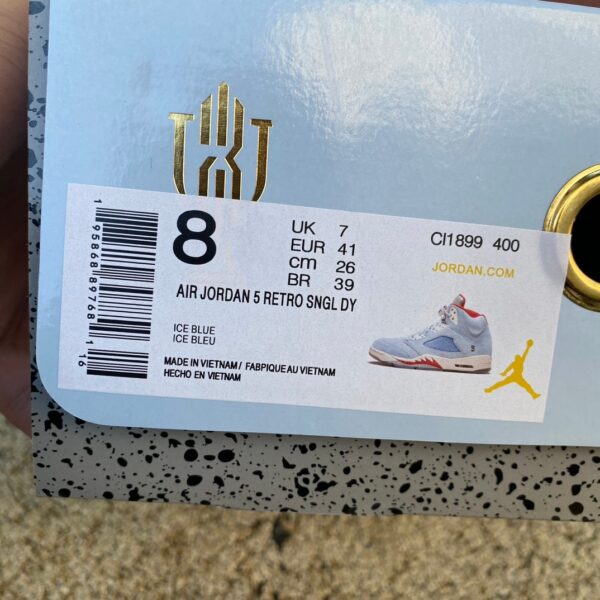 8
UK 7
EUR 41
cm 26
BR 39
CI1899 400
JORDAN.COM
AIR JORDAN 5 RETRO SNGL DY
ICE BLUE
ICE BLEU
MADE IN VIETNAM/ FABPIQUE AU VIETNAM
HECHO EN VIETNAM
1 95868 89768 1
16